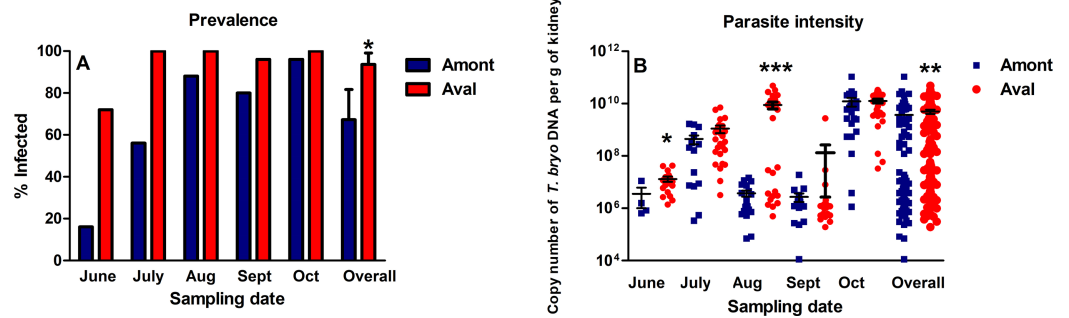 Prevalence
% Infected
100
80
60
40
20
0
A
*
June July Aug Sept Oct Overall
Sampling date
Amont
Aval
Parasite intensity
Copy number of T. bryo DNA per g of kidney
10¹²
10¹⁰
10⁸
10⁶
10⁴
B
* *** **
June July Aug Sept Oct Overall
Sampling date
Amont
Aval